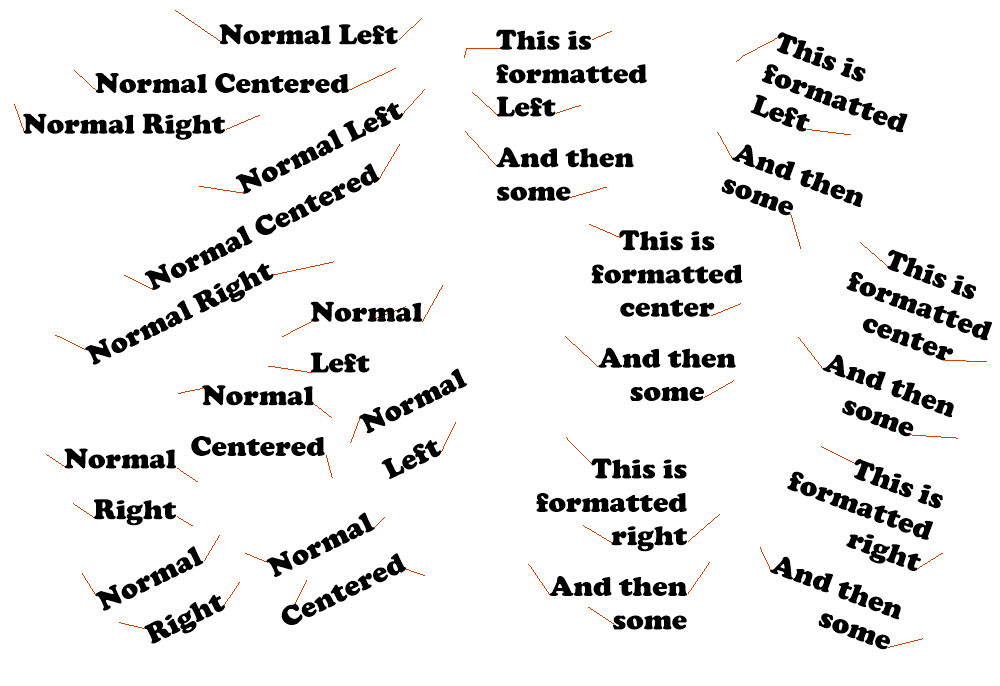 Normal Left
Normal Centered
Normal Right
Normal Left
Normal Centered
Normal Right
Normal
Left
Normal
Centered
Normal
Right
Normal
Left
Normal
Centered
Normal
Right
This is
formatted
Left
And then
some
This is
formatted
center
And then
some
This is
formatted
right
And then
some
This is
formatted
Left
And then
some
This is
formatted
center
And then
some
This is
formatted
right
And then
some